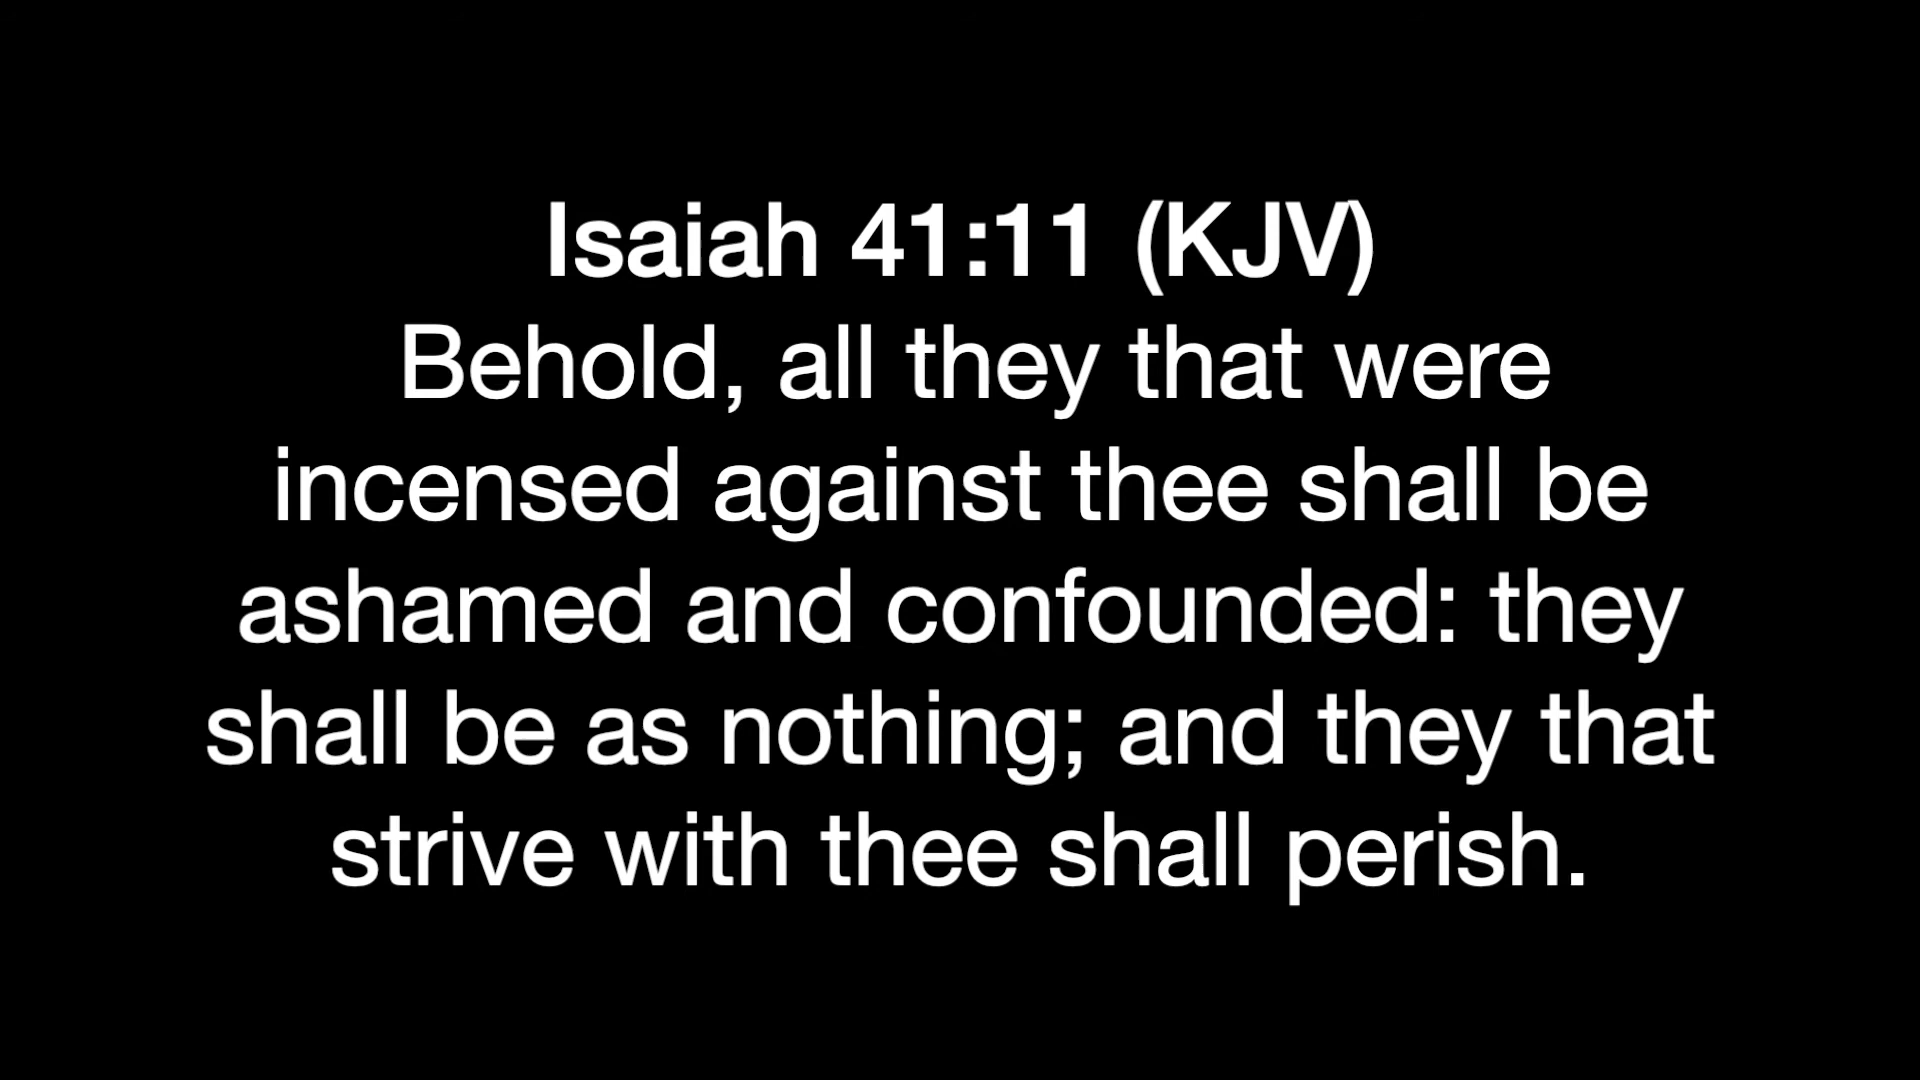 Isaiah 41:11 (KJV)
Behold, all they that were
incensed against thee shall be
ashamed and confounded: they
shall be as nothing; and they that
strive with thee shall perish.